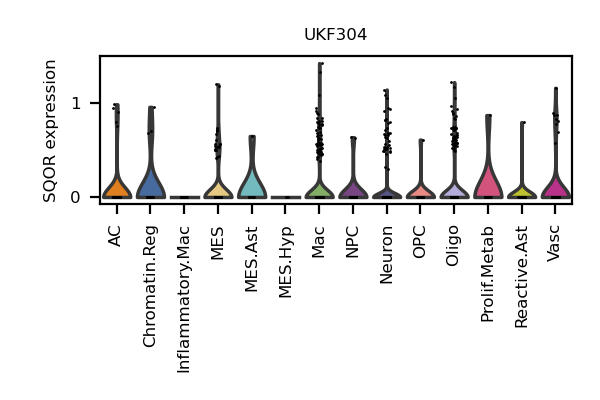 UKF304
SQOR expression
1
0
AC
Chromatin.Reg
Inflammatory.Mac
MES
MES.Ast
MES.Hyp
Mac
NPC
Neuron
OPC
Oligo
Prolif.Metab
Reactive.Ast
Vasc